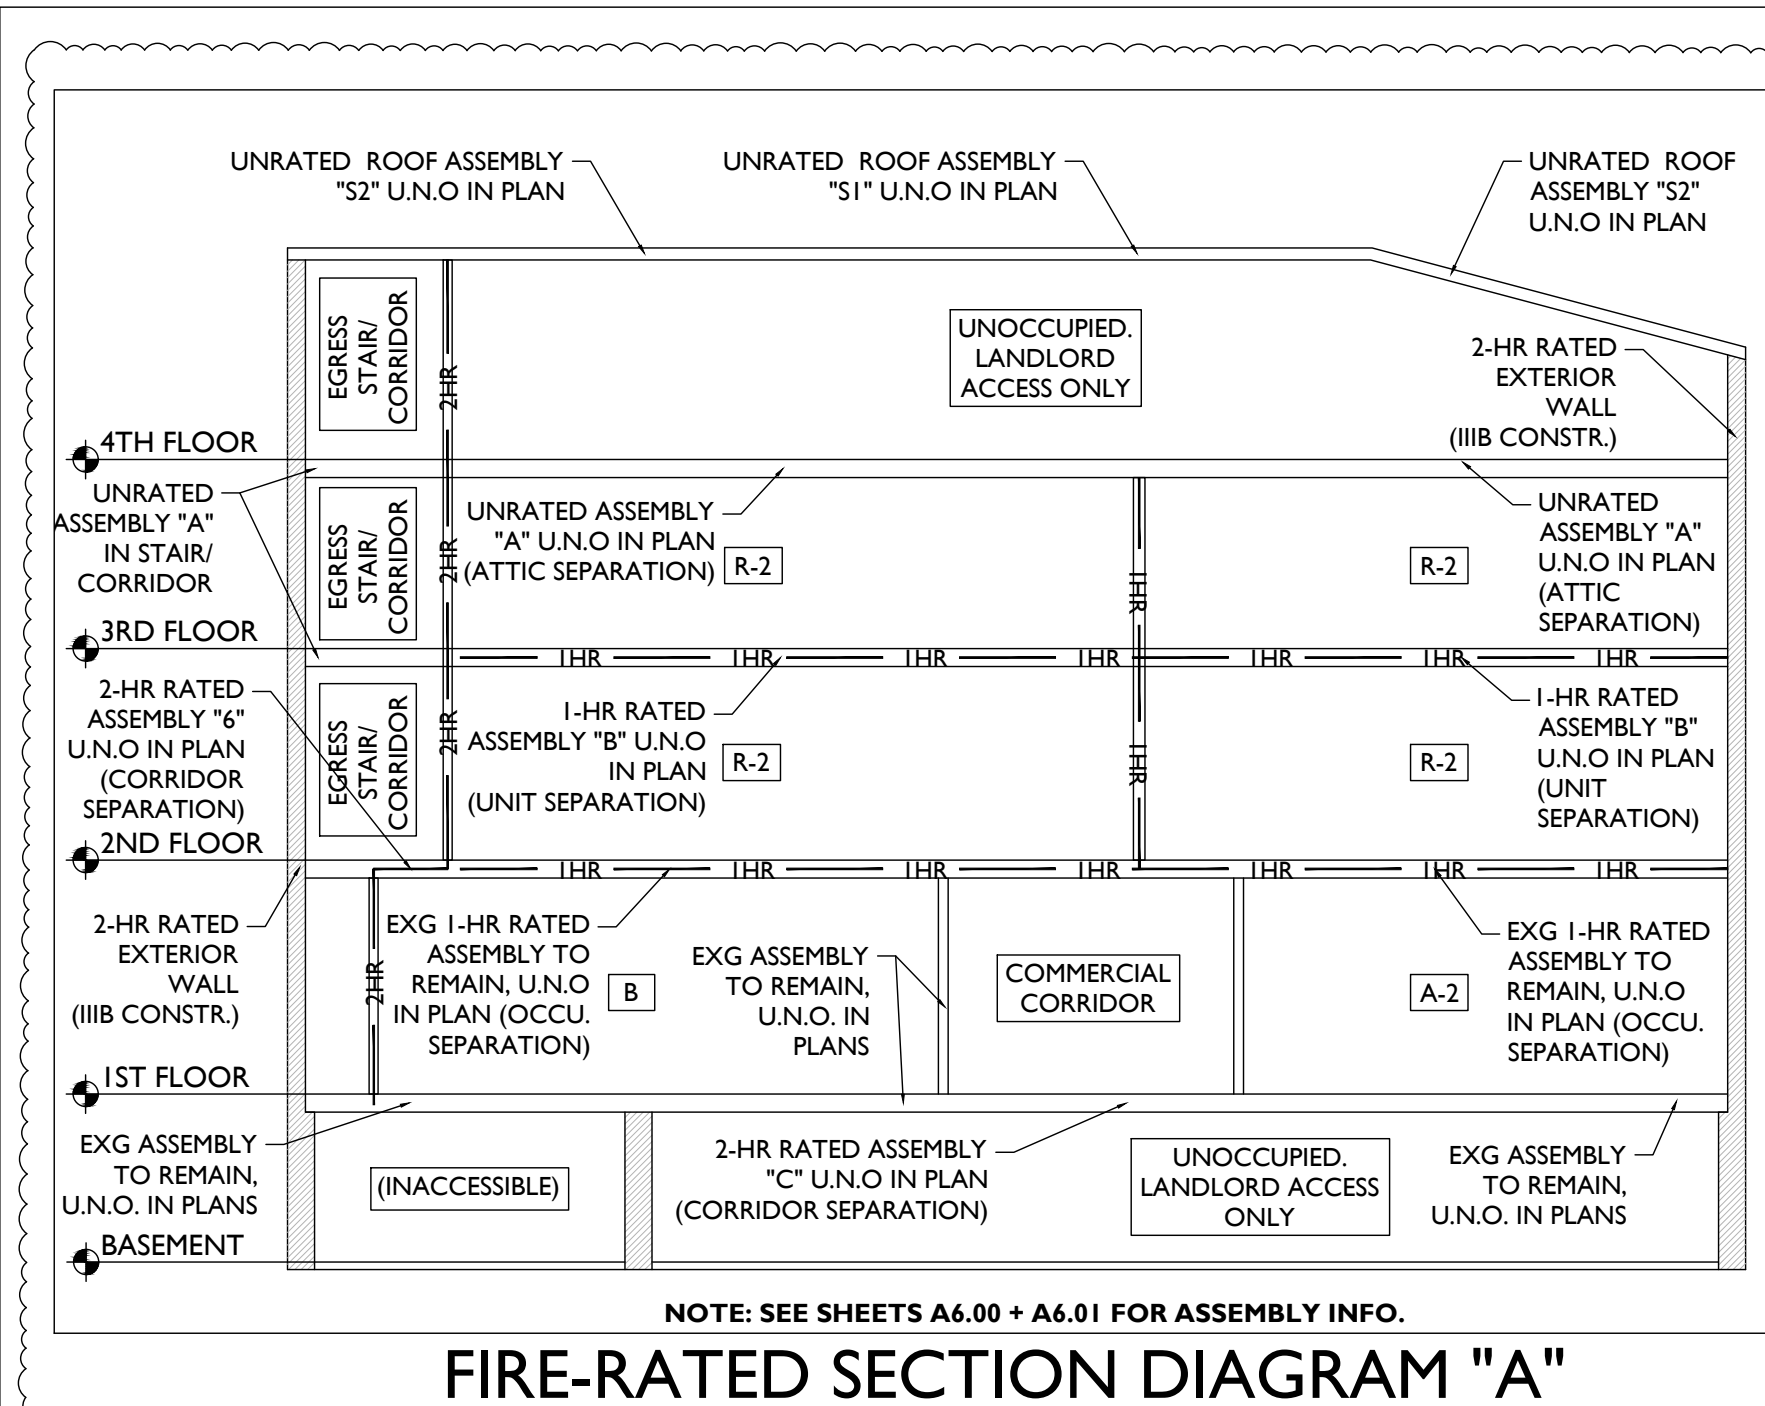 UNRATED ROOF ASSEMBLY
"S2" U.N.O IN PLAN
UNRATED ROOF ASSEMBLY
"S1" U.N.O IN PLAN
UNRATED ROOF
ASSEMBLY "S2"
U.N.O IN PLAN
EGRESS
STAIR/
CORRIDOR
2HR
UNOCCUPIED.
LANDLORD
ACCESS ONLY
2-HR RATED
EXTERIOR
WALL
(IIIB CONSTR.)
4TH FLOOR
UNRATED
ASSEMBLY "A"
IN STAIR/
CORRIDOR
EGRESS
STAIR/
CORRIDOR
2HR
UNRATED ASSEMBLY
"A" U.N.O IN PLAN
(ATTIC SEPARATION)
R-2
1HR
R-2
UNRATED
ASSEMBLY "A"
U.N.O IN PLAN
(ATTIC
SEPARATION)
3RD FLOOR
1HR 1HR 1HR 1HR 1HR 1HR 1HR
2-HR RATED
ASSEMBLY "6"
U.N.O IN PLAN
(CORRIDOR
SEPARATION)
EGRESS
STAIR/
CORRIDOR
2HR
1-HR RATED
ASSEMBLY "B" U.N.O
IN PLAN
(UNIT SEPARATION)
R-2
1HR
R-2
1-HR RATED
ASSEMBLY "B"
U.N.O IN PLAN
(UNIT
SEPARATION)
2ND FLOOR
1HR 1HR 1HR 1HR 1HR 1HR 1HR
2-HR RATED
EXTERIOR
WALL
(IIIB CONSTR.)
2HR
EXG 1-HR RATED
ASSEMBLY TO
REMAIN, U.N.O
IN PLAN (OCCU.
SEPARATION)
B
EXG ASSEMBLY
TO REMAIN,
U.N.O. IN
PLANS
COMMERCIAL
CORRIDOR
A-2
EXG 1-HR RATED
ASSEMBLY TO
REMAIN, U.N.O
IN PLAN (OCCU.
SEPARATION)
1ST FLOOR
EXG ASSEMBLY
TO REMAIN,
U.N.O. IN PLANS
(INACCESSIBLE)
2-HR RATED ASSEMBLY
"C" U.N.O IN PLAN
(CORRIDOR SEPARATION)
UNOCCUPIED.
LANDLORD ACCESS
ONLY
EXG ASSEMBLY
TO REMAIN,
U.N.O. IN PLANS
BASEMENT
NOTE: SEE SHEETS A6.00 + A6.01 FOR ASSEMBLY INFO.
FIRE-RATED SECTION DIAGRAM "A"